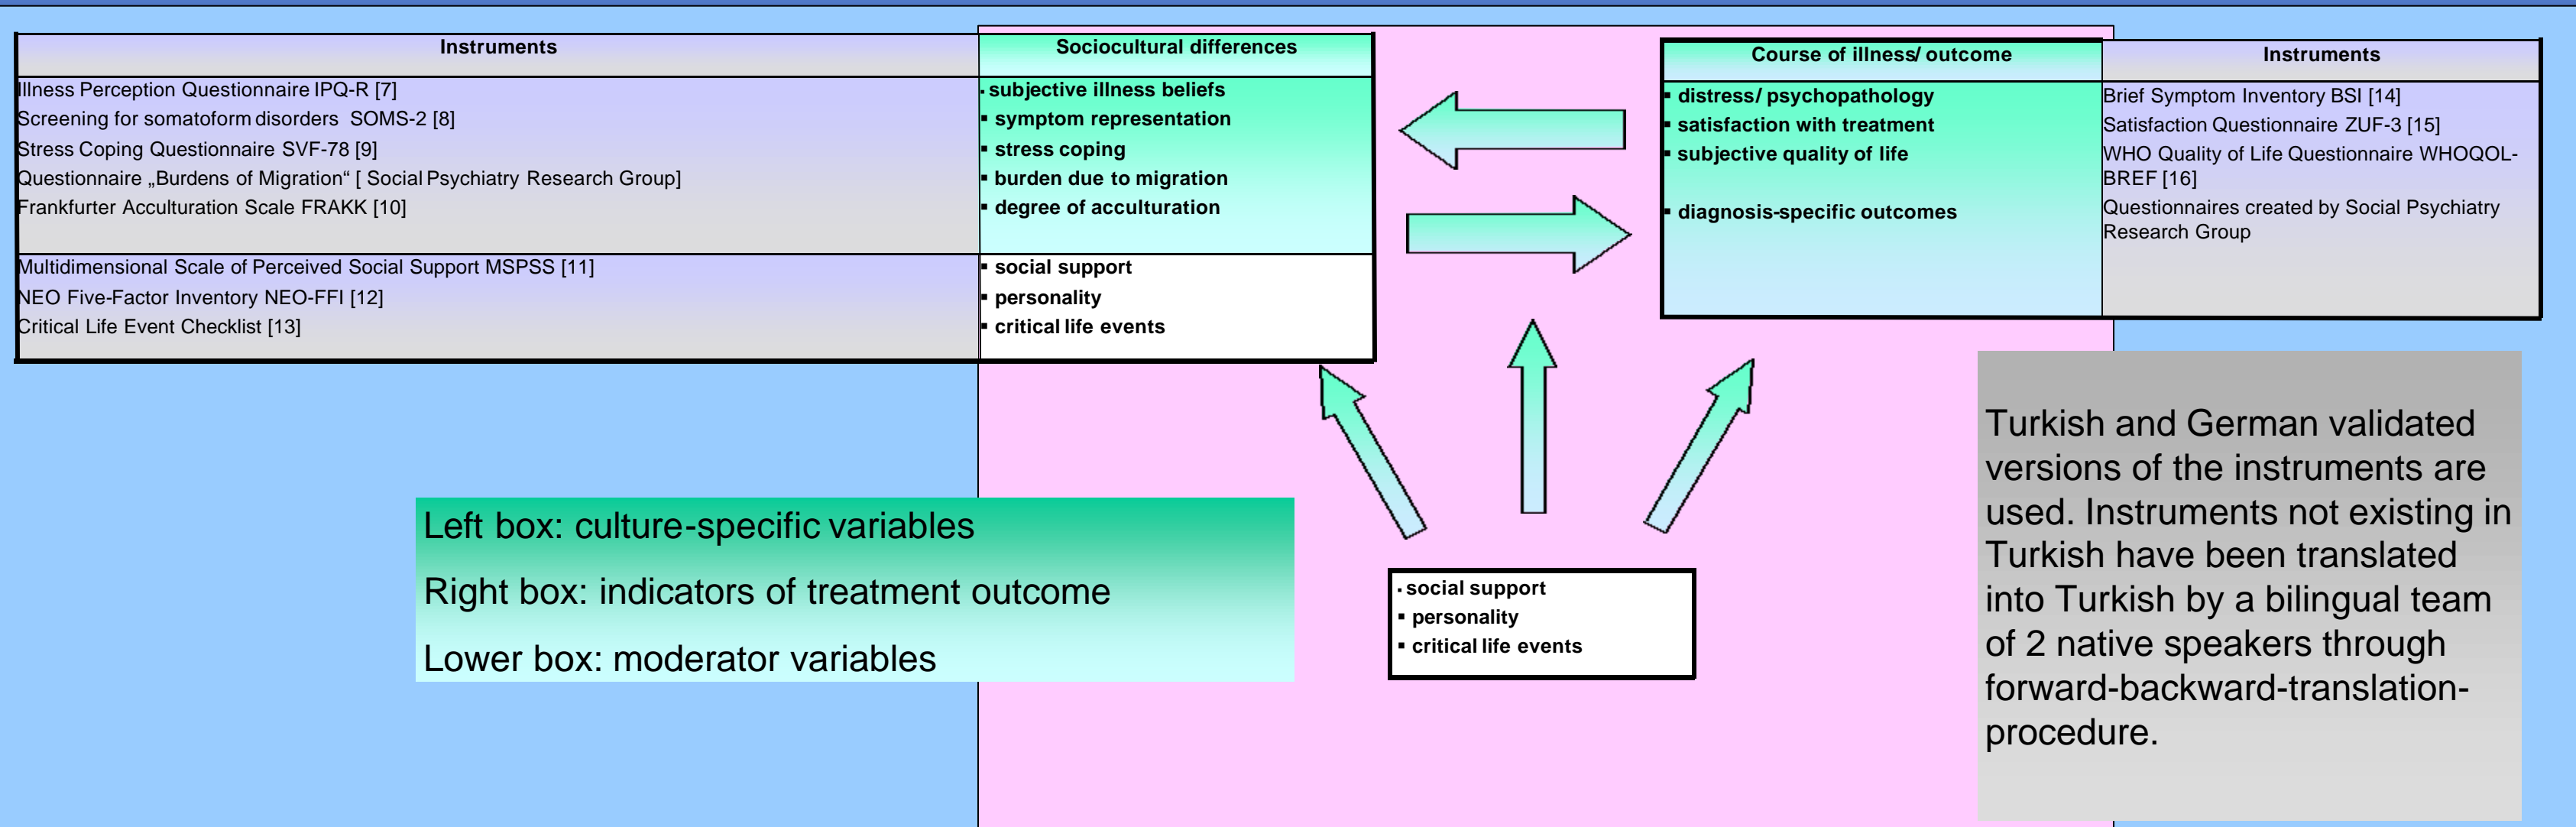 Instruments
Illness Perception Questionnaire IPQ-R [7]
Screening for somatoform disorders SOMS-2 [8]
Stress Coping Questionnaire SVF-78 [9]
Questionnaire „Burdens of Migration“ [ Social Psychiatry Research Group]
Frankfurter Acculturation Scale FRAKK [10]
Multidimensional Scale of Perceived Social Support MSPSS [11]
NEO Five-Factor Inventory NEO-FFI [12]
Critical Life Event Checklist [13]
Sociocultural differences
▪ subjective illness beliefs
▪ symptom representation
▪ stress coping
▪ burden due to migration
▪ degree of acculturation
▪ social support
▪ personality
▪ critical life events
Course of illness/ outcome
▪ distress/ psychopathology
▪ satisfaction with treatment
▪ subjective quality of life
▪ diagnosis-specific outcomes
Instruments
Brief Symptom Inventory BSI [14]
Satisfaction Questionnaire ZUF-3 [15]
WHO Quality of Life Questionnaire WHOQOL-
BREF [16]
Questionnaires created by Social Psychiatry
Research Group
Left box: culture-specific variables
Right box: indicators of treatment outcome
Lower box: moderator variables
▪ social support
▪ personality
▪ critical life events
Turkish and German validated
versions of the instruments are
used. Instruments not existing in
Turkish have been translated
into Turkish by a bilingual team
of 2 native speakers through
forward-backward-translation-
procedure.